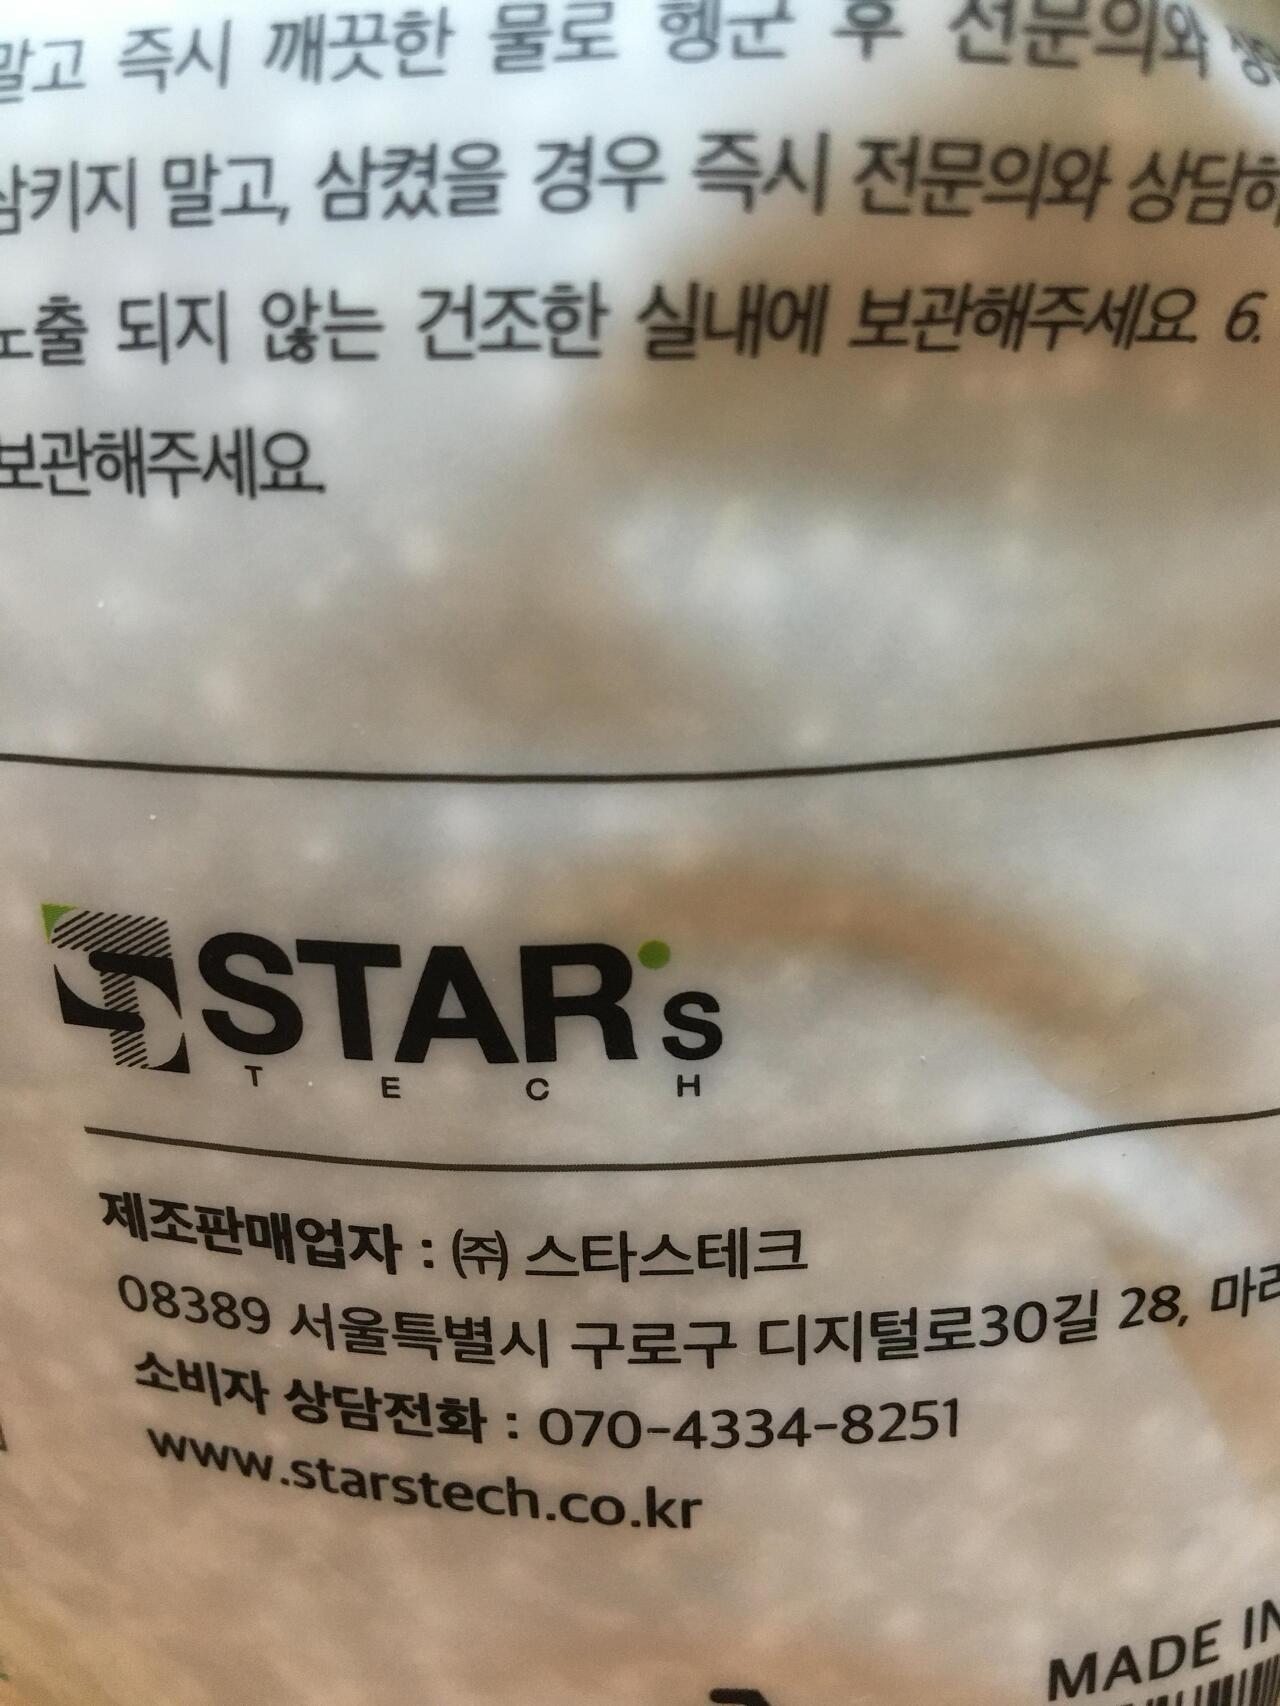 말고 즉시 깨끗한 물로 헹군 후 전문의와
삼키지 말고, 삼켰을 경우 즉시 전문의와 상담하
노출 되지 않는 건조한 실내에 보관해주세요. 6.
보관해주세요.
STAR's
TECH
제조판매업자 : ㈜ 스타스테크
08389 서울특별시 구로구 디지털로30길 28, 마리
소비자 상담전화 : 070-4334-8251
www.starstech.co.kr
MADE IN